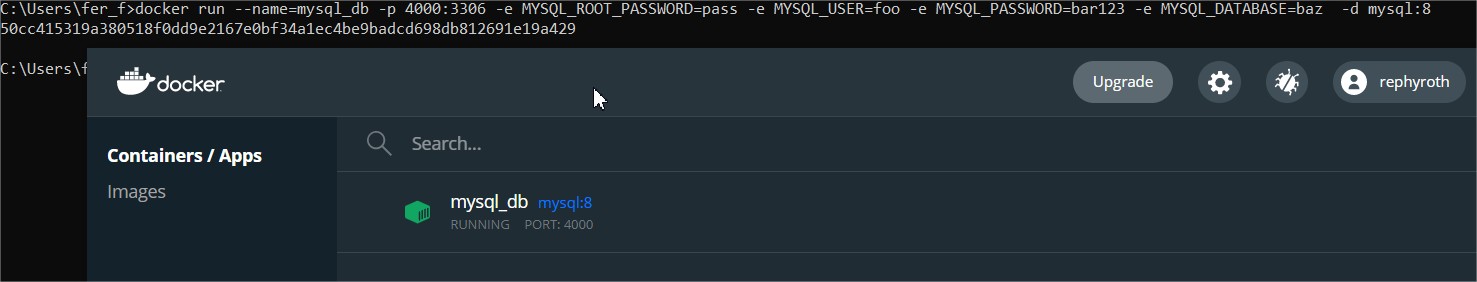 C:\Users\fer_f>docker run --name=mysql_db -p 4000:3306 -e MYSQL_ROOT_PASSWORD=pass -e MYSQL_USER=foo -e MYSQL_PASSWORD=bar123 -e MYSQL_DATABASE=baz  -d mysql:8
50cc415319a380518f0dd9e2167e0bf34a1ec4be9badcd698db812691e19a429
C:\Users\f
docker
Upgrade
rephyroth
Containers / Apps
Images
Search...
mysql_db mysql:8
RUNNING PORT: 4000